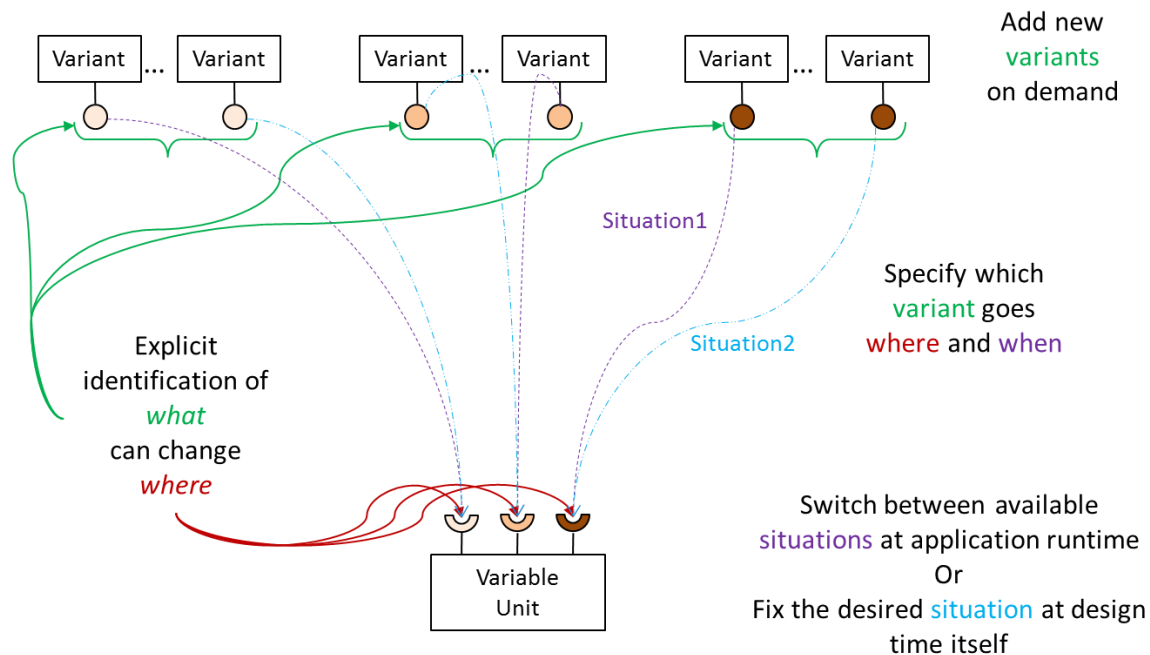 Variant
...
Variant
Variant
...
Variant
Variant
...
Variant
Add new
variants
on demand
Situation1
Situation2
Specify which
variant goes
where and when
Explicit
identification of
what
can change
where
Variable
Unit
Switch between available
situations at application runtime
Or
Fix the desired situation at design
time itself